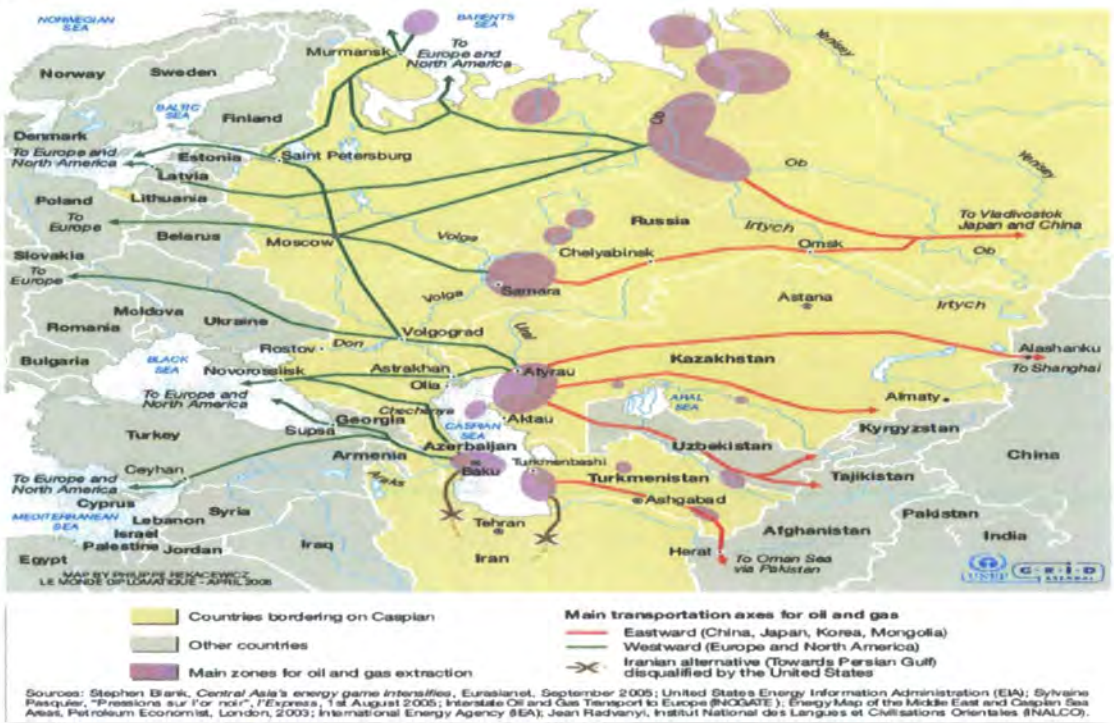 NORWEGIAN
SEA
BARENTS
SEA
Murmansk
To
Europe and
North America
Yenisey
Norway
Sweden
Finland
BALTIC
SEA
Denmark
To Europe and
North America
Estonia
Saint Petersburg
Latvia
Lithuania
Ob
Ob
Yenisey
Poland
To
Europe
Belarus
Moscow
Volga
Russia
Irtych
To Vladivostok
Japan and China
Chelyabinsk
Omsk
Ob
Slovakia
To
Europe
Samara
Volga
Astana
Irtych
Moldova
Ukraine
Romania
Volgograd
Don
Rostov
Bulgaria
BLACK
SEA
Novorossiisk
Astrakhan
Olia
Atyrau
Kazakhstan
Alashanku
To Shanghai
To Europe and
North America
Aktau
Almaty
SEA
Georgia
Supsa
CASPIAN
SEA
Kyrgyzstan
Turkey
Azerbaijan
Uzbekistan
China
Armenia
Baku
Turkmenbashi
Turkmenistan
Tajikistan
Ceyhan
To Europe and
North America
Ashgabad
Cyprus
Syria
Tehran
Pakistan
MEDITERRANEAN
SEA
Lebanon
Israel
Palestine
Jordan
Iraq
Iran
Afghanistan
India
Herat
Egypt
To Oman Sea
via Pakistan
MAP BY PHILIPPE REKACEWICZ
LE MONDE DIPLOMATIQUE - APRIL 2006
UNEP
GRID
ARENDAL
Countries bordering on Caspian
Other countries
Main zones for oil and gas extraction
Main transportation axes for oil and gas
Eastward (China, Japan, Korea, Mongolia)
Westward (Europe and North America)
Iranian alternative (Towards Persian Gulf)
disqualified by the United States
Sources: Stephen Blank, Central Asia's energy game intensifies, Eurasianet, September 2005; United States Energy Information Administration (EIA); Sylvaine
Pasquier, "Pressions sur l'or noir", l'Express, 1st August 2005; Interstate Oil and Gas Transport to Europe (INOGATE); Energy Map of the Middle East and Caspian Sea
Areas, Petroleum Economist, London, 2003; International Energy Agency (IEA); Jean Radvanyi, Institut National des Langues et Civilisations Orientales (INALCO).